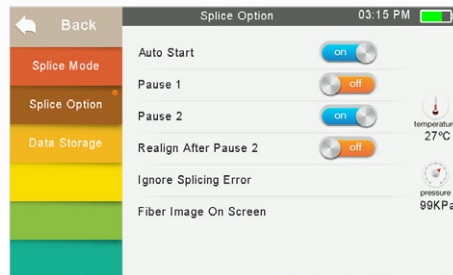 Back
Splice Option
03:15 PM
Splice Mode
Splice Option
Data Storage
Auto Start
on
Pause 1
off
Pause 2
on
Realign After Pause 2
off
Ignore Splicing Error
Fiber Image On Screen
temperature
27°C
pressure
99KPa